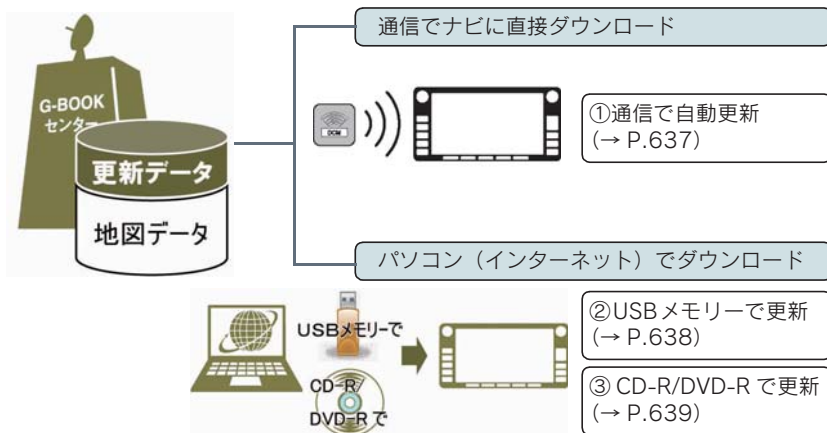 通信でナビに直接ダウンロード
G-BOOK
センター
更新データ
地図データ
DCM
①通信で自動更新
(→ P.637)
パソコン（インターネット）でダウンロード
USBメモリーで
CD-R/
DVD-Rで
②USBメモリーで更新
(→ P.638)
③ CD-R/DVD-R で更新
(→ P.639)